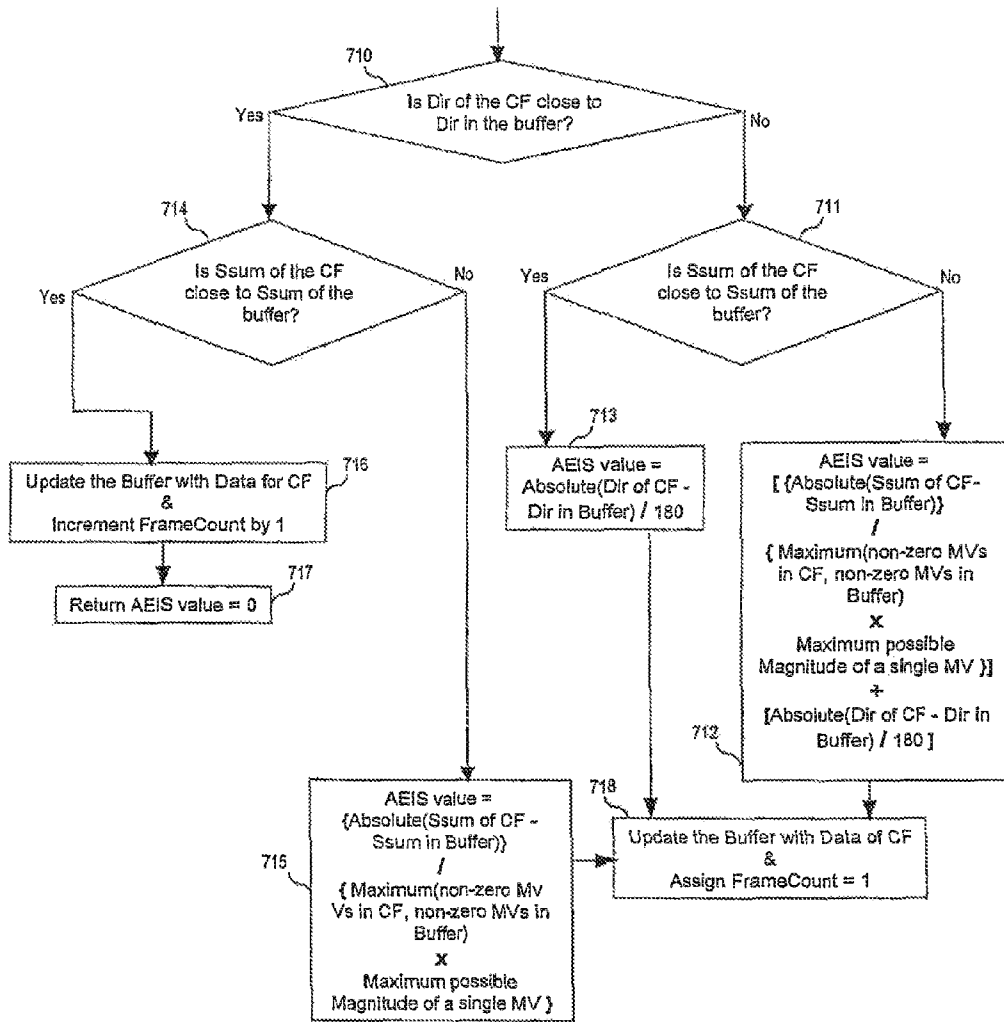 710
Is Dir of the CF close to
Dir in the buffer?
Yes
No
714
Is Ssum of the CF
close to Ssum of the
buffer?
Yes
No
711
Is Ssum of the CF
close to Ssum of the
buffer?
Yes
No
716
Update the Buffer with Data for CF
&
Increment FrameCount by 1
717
Return AEIS value = 0
713
AEIS value =
Absolute(Dir of CF -
Dir in Buffer) / 180
712
AEIS value =
[ {Absolute(Ssum of CF-
Ssum in Buffer)}
/
{ Maximum(non-zero MVs
in CF, non-zero MVs in
Buffer)
X
Maximum possible
Magnitude of a single MV }]
+
[Absolute(Dir of CF - Dir in
Buffer) / 180 ]
715
AEIS value =
{Absolute(Ssum of CF -
Ssum in Buffer)}
/
{ Maximum(non-zero Mv
Vs in CF, non-zero MVs in
Buffer)
X
Maximum possible
Magnitude of a single MV }
718
Update the Buffer with Data of CF
&
Assign FrameCount = 1